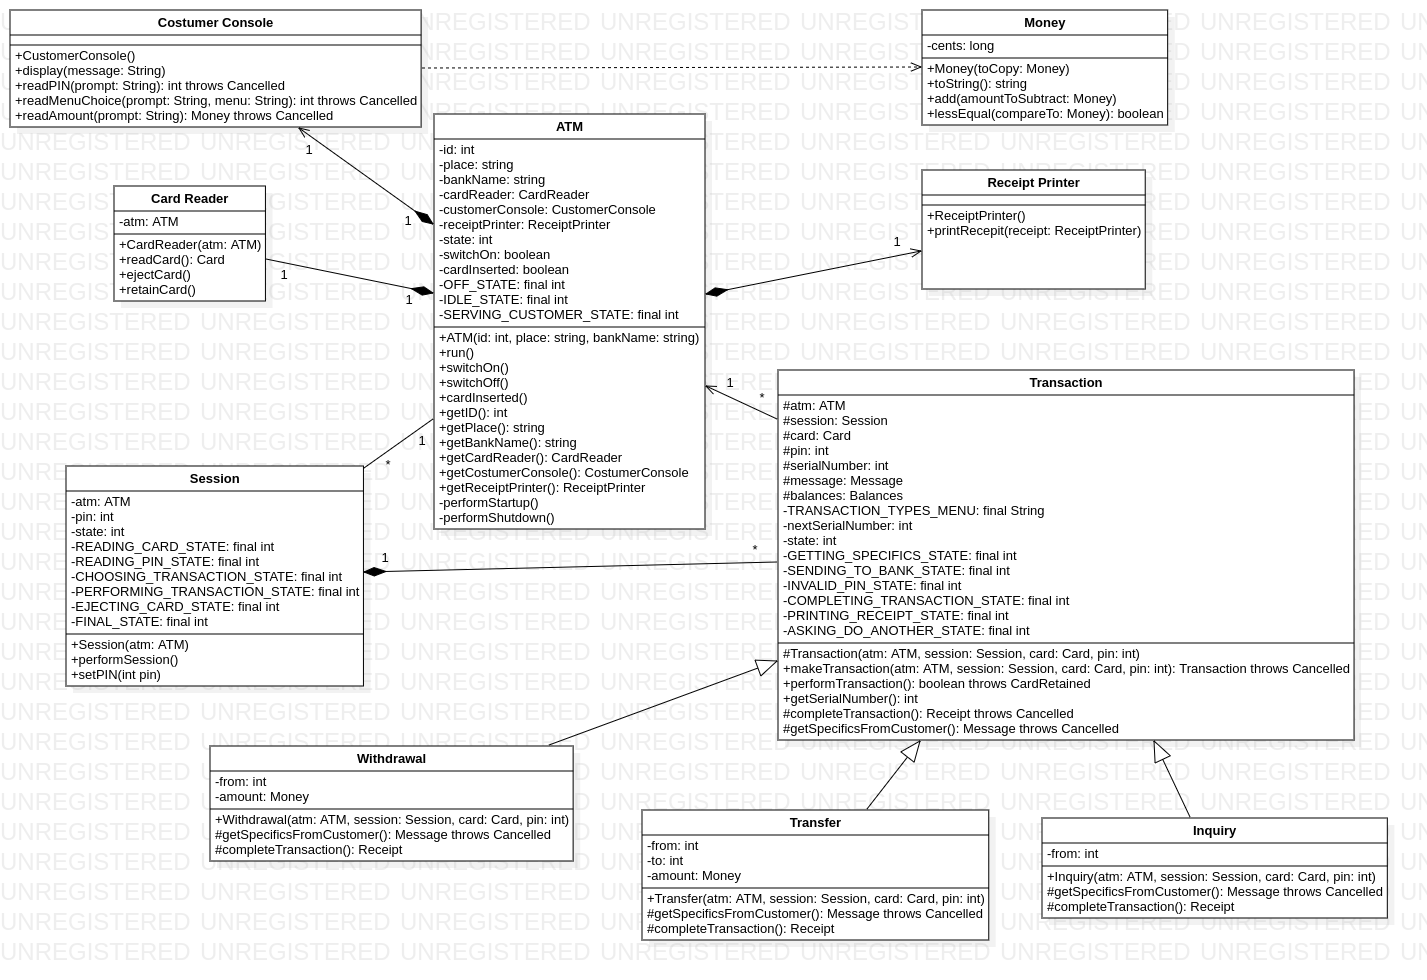 Costumer Console
+CustomerConsole()
+display(message: String)
+readPIN(prompt: String): int throws Cancelled
+readMenuChoice(prompt: String, menu: String): int throws Cancelled
+readAmount(prompt: String): Money throws Cancelled
Money
-cents: long
+Money(toCopy: Money)
+toString(): string
+add(amountToSubtract: Money)
+lessEqual(compareTo: Money): boolean
1
1
Card Reader
-atm: ATM
+CardReader(atm: ATM)
+readCard(): Card
+ejectCard()
+retainCard()
1
1
ATM
-id: int
-place: string
-bankName: string
-cardReader: CardReader
-customerConsole: CustomerConsole
-receiptPrinter: ReceiptPrinter
-state: int
-switchOn: boolean
-cardInserted: boolean
-OFF_STATE: final int
-IDLE_STATE: final int
-SERVING_CUSTOMER_STATE: final int
+ATM(id: int, place: string, bankName: string)
+run()
+switchOn()
+switchOff()
+cardInserted()
+getID(): int
+getPlace(): string
+getBankName(): string
+getCardReader(): CardReader
+getCostumerConsole(): CostumerConsole
+getReceiptPrinter(): ReceiptPrinter
-performStartup()
-performShutdown()
Receipt Printer
+ReceiptPrinter()
+printRecepit(receipt: ReceiptPrinter)
1
1
*
Transaction
#atm: ATM
#session: Session
#card: Card
#pin: int
#serialNumber: int
#message: Message
#balances: Balances
-TRANSACTION_TYPES_MENU: final String
-nextSerialNumber: int
-state: int
-GETTING_SPECIFICS_STATE: final int
-SENDING_TO_BANK_STATE: final int
-INVALID_PIN_STATE: final int
-COMPLETING_TRANSACTION_STATE: final int
-PRINTING_RECEIPT_STATE: final int
-ASKING_DO_ANOTHER_STATE: final int
#Transaction(atm: ATM, session: Session, card: Card, pin: int)
+makeTransaction(atm: ATM, session: Session, card: Card, pin: int): Transaction throws Cancelled
+performTransaction(): boolean throws CardRetained
+getSerialNumber(): int
#completeTransaction(): Receipt throws Cancelled
#getSpecificsFromCustomer(): Message throws Cancelled
1
*
Session
-atm: ATM
-pin: int
-state: int
-READING_CARD_STATE: final int
-READING_PIN_STATE: final int
-CHOOSING_TRANSACTION_STATE: final int
-PERFORMING_TRANSACTION_STATE: final int
-EJECTING_CARD_STATE: final int
-FINAL_STATE: final int
+Session(atm: ATM)
+performSession()
+setPIN(int pin)
1
*
Withdrawal
-from: int
-amount: Money
+Withdrawal(atm: ATM, session: Session, card: Card, pin: int)
#getSpecificsFromCustomer(): Message throws Cancelled
#completeTransaction(): Receipt
Transfer
-from: int
-to: int
-amount: Money
+Transfer(atm: ATM, session: Session, card: Card, pin: int)
#getSpecificsFromCustomer(): Message throws Cancelled
#completeTransaction(): Receipt
Inquiry
-from: int
+Inquiry(atm: ATM, session: Session, card: Card, pin: int)
#getSpecificsFromCustomer(): Message throws Cancelled
#completeTransaction(): Receipt
UNREGISTERED